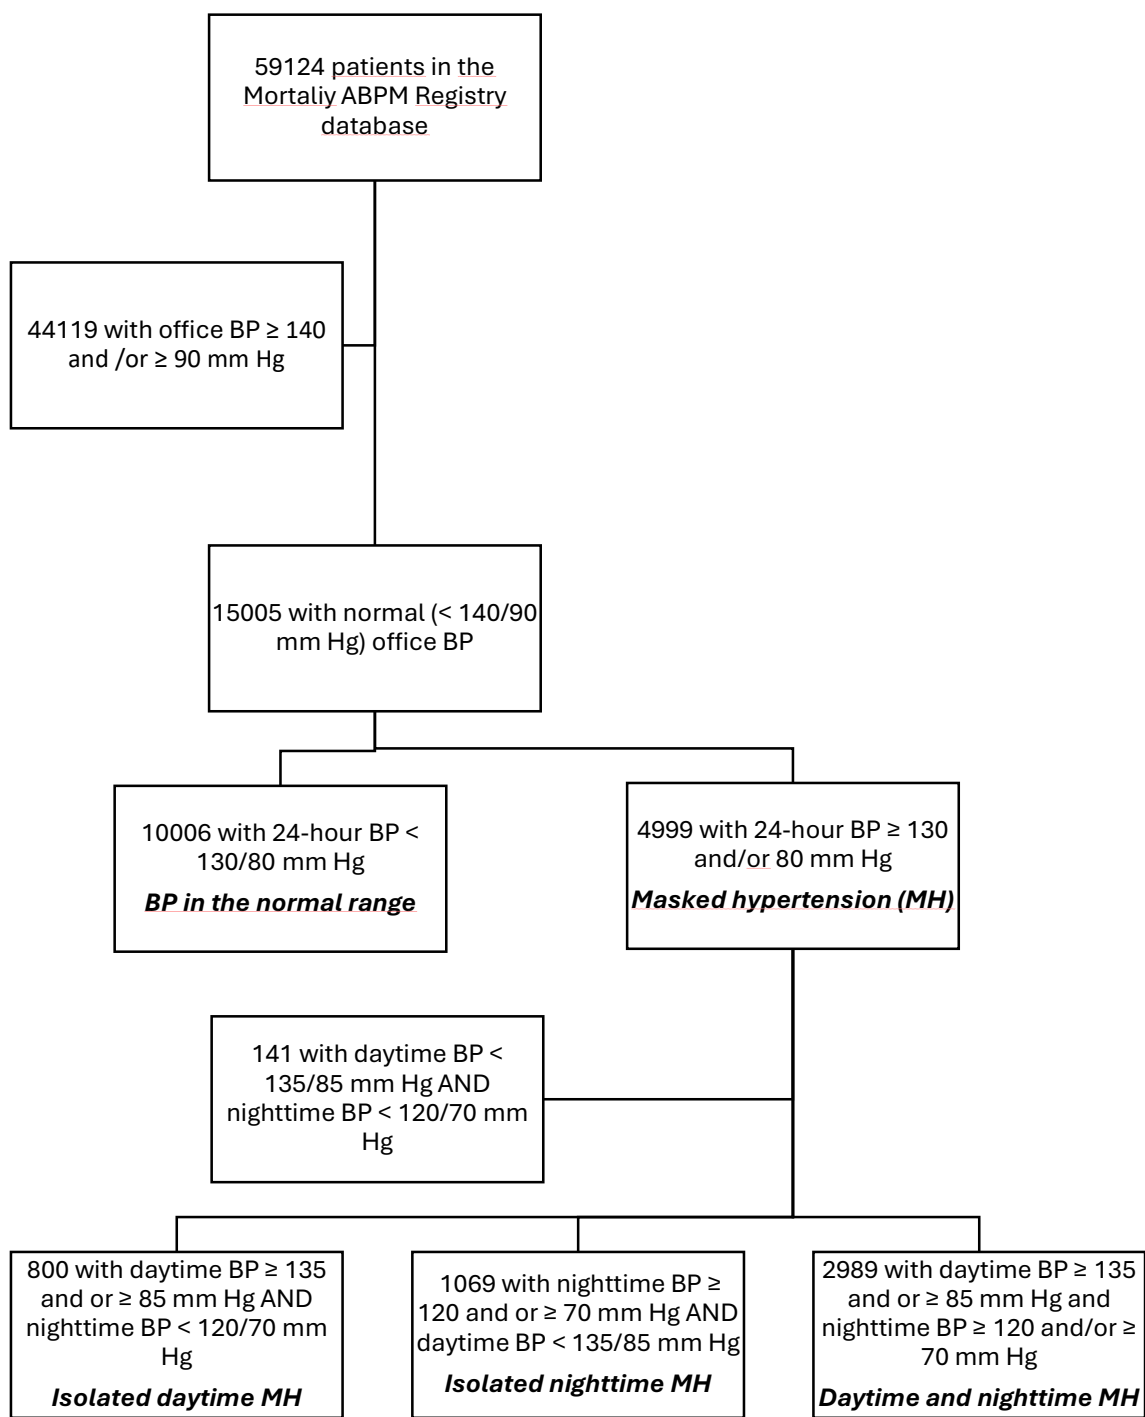 59124 patients in the
Mortaliy ABPM Registry
database
44119 with office BP ≥ 140
and /or ≥ 90 mm Hg
15005 with normal (< 140/90
mm Hg) office BP
10006 with 24-hour BP <
130/80 mm Hg
BP in the normal range
4999 with 24-hour BP ≥ 130
and/or 80 mm Hg
Masked hypertension (MH)
141 with daytime BP <
135/85 mm Hg AND
nighttime BP < 120/70 mm
Hg
800 with daytime BP ≥ 135
and or ≥ 85 mm Hg AND
nighttime BP < 120/70 mm
Hg
Isolated daytime MH
1069 with nighttime BP ≥
120 and or ≥ 70 mm Hg AND
daytime BP < 135/85 mm Hg
Isolated nighttime MH
2989 with daytime BP ≥ 135
and or ≥ 85 mm Hg and
nighttime BP ≥ 120 and/or ≥
70 mm Hg
Daytime and nighttime MH